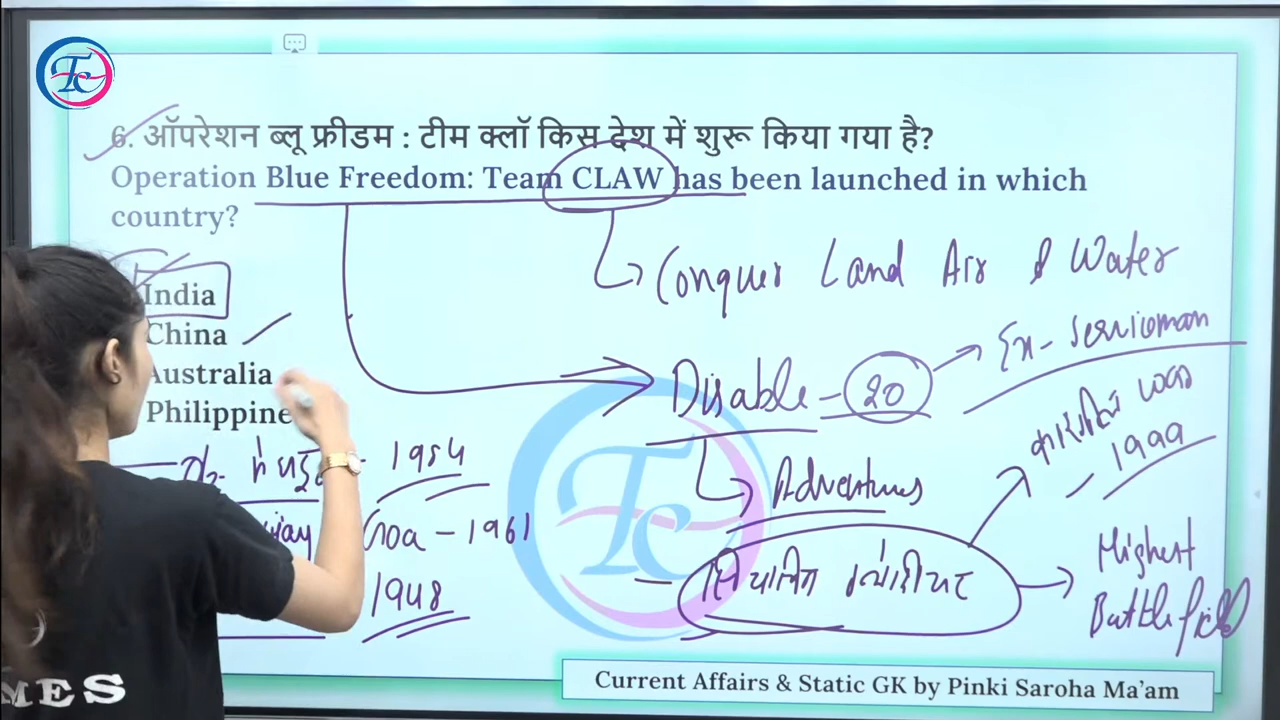 Tc
6. ऑपरेशन ब्लू फ्रीडम : टीम क्लॉ किस देश में शुरू किया गया है?
Operation Blue Freedom: Team CLAW has been launched in which
country?
Conquer Land Air & Water
India
China
Australia
Philippine
Ex- Serviceman
Disable - 20
1999
1954
Adventures
Goa - 1961
सियाचिन ग्लेशियर
Highest
Battlefield
1948
MES
Current Affairs & Static GK by Pinki Saroha Ma'am